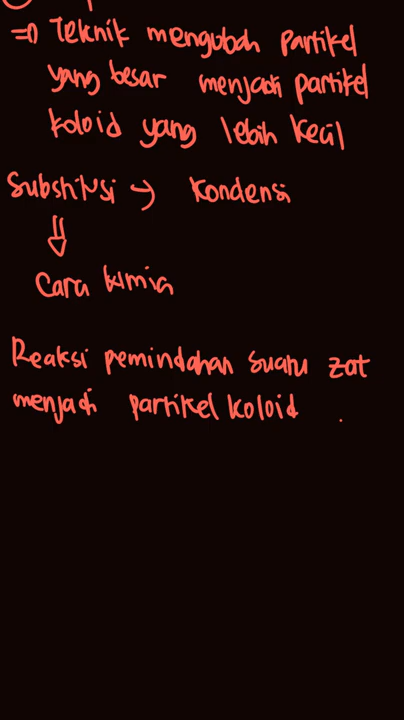 => Teknik mengubah partikel
yang besar menjadi partikel
koloid yang lebih kecil
Substitusi → Kondensi
⇓
Cara kimia
Reaksi pemindahan suatu zat
menjadi partikel koloid .